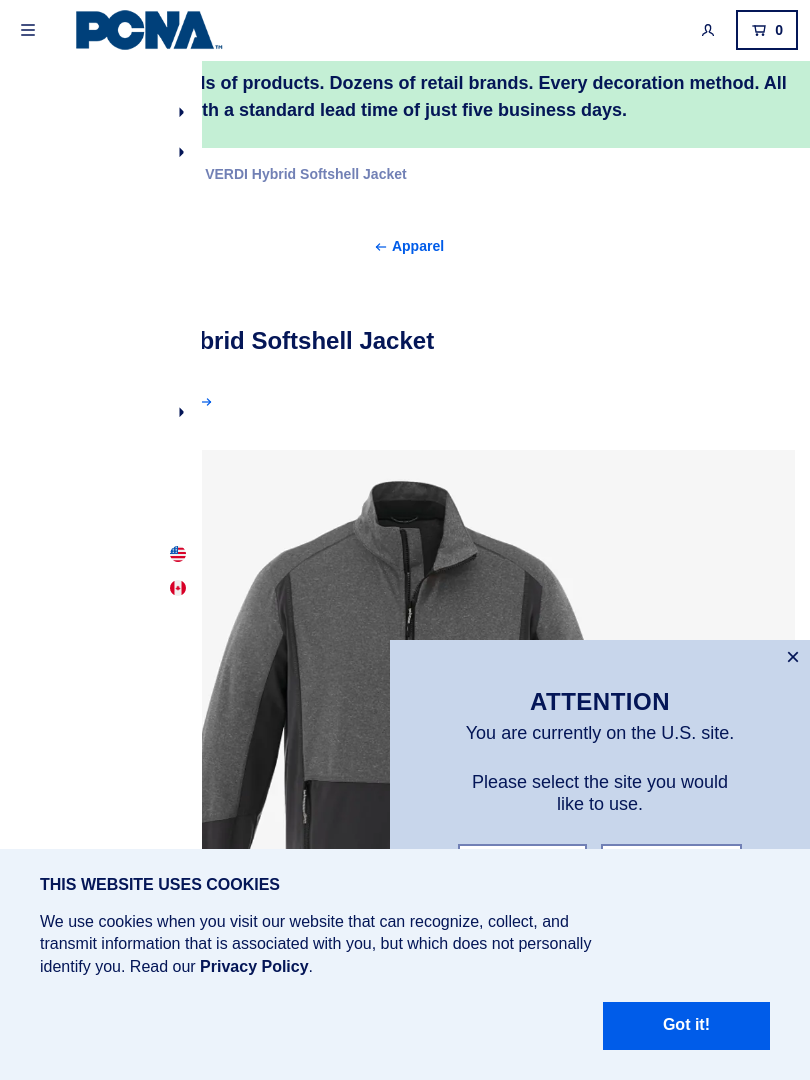 PCNA TM
0
of products. Dozens of retail brands. Every decoration method. All
a standard lead time of just five business days.
VERDI Hybrid Softshell Jacket
← Apparel
Softshell Jacket
→
×
ATTENTION
You are currently on the U.S. site.
Please select the site you would
like to use.
THIS WEBSITE USES COOKIES
We use cookies when you visit our website that can recognize, collect, and
transmit information that is associated with you, but which does not personally
identify you. Read our Privacy Policy.
Got it!